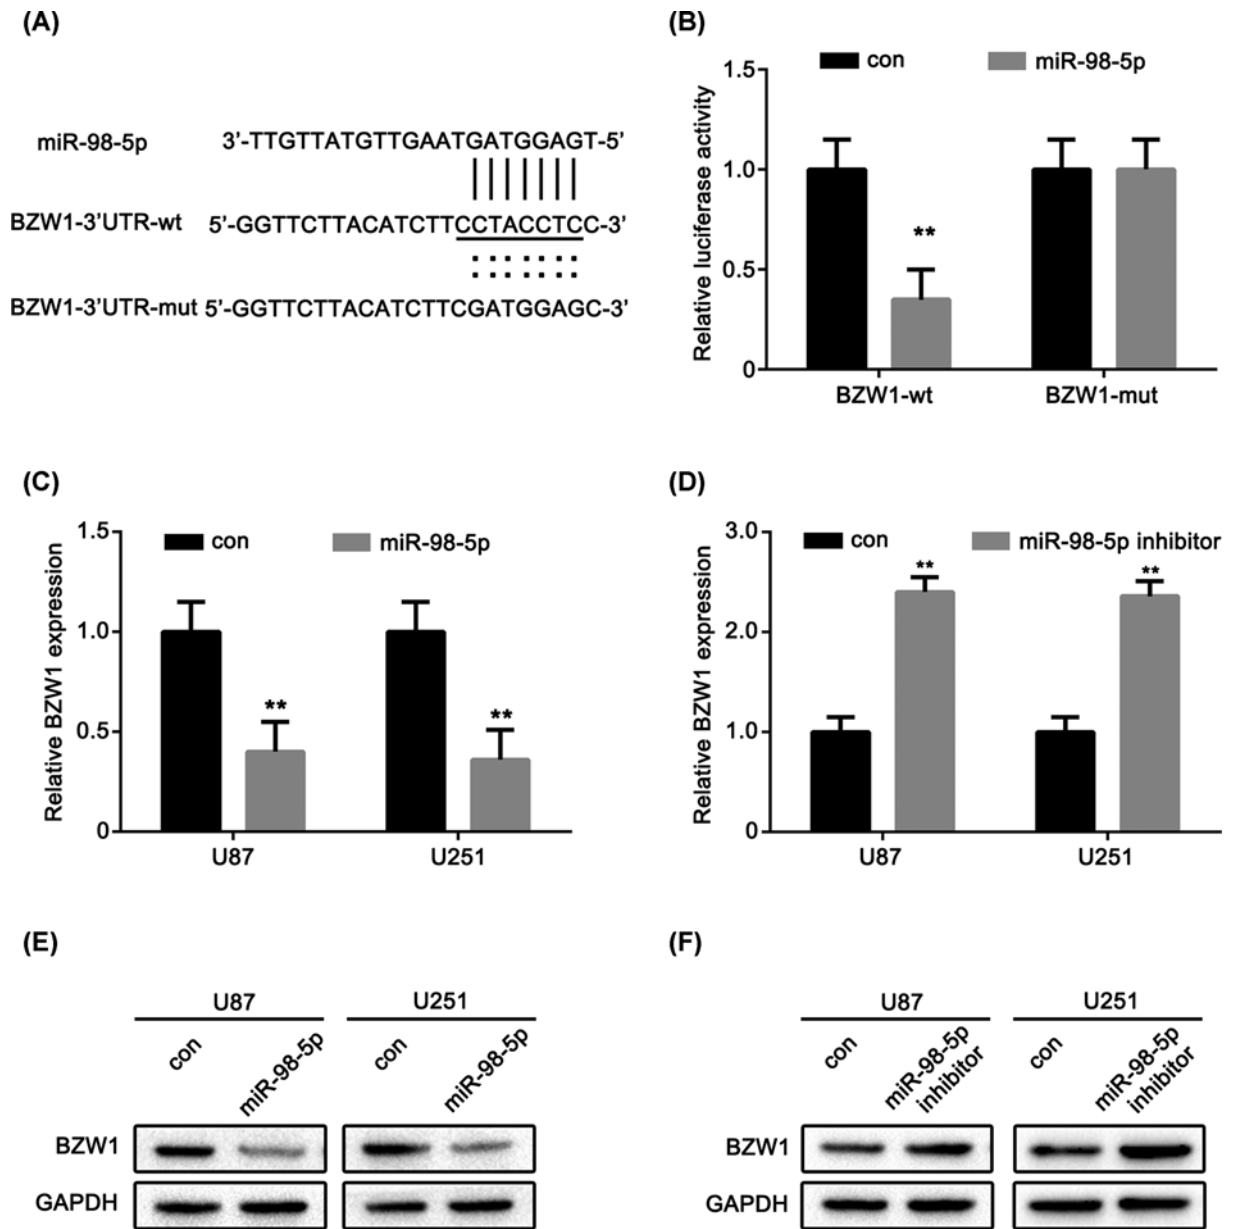 (A)
miR-98-5p 3'-TTGTTATGTTGAATGATGGAGT-5'
BZW1-3'UTR-wt 5'-GGTTCTTACATCTTCCTACCTCC-3'
BZW1-3'UTR-mut 5'-GGTTCTTACATCTTCGATGGAGC-3'
(B)
con miR-98-5p
Relative luciferase activity
1.5
1.0
0.5
0
**
BZW1-wt BZW1-mut
(C)
con miR-98-5p
Relative BZW1 expression
1.5
1.0
0.5
0
** **
U87 U251
(D)
con miR-98-5p inhibitor
Relative BZW1 expression
3.0
2.0
1.0
0
** **
U87 U251
(E)
U87 U251
con miR-98-5p con miR-98-5p
BZW1
GAPDH
(F)
U87 U251
con miR-98-5p inhibitor con miR-98-5p inhibitor
BZW1
GAPDH